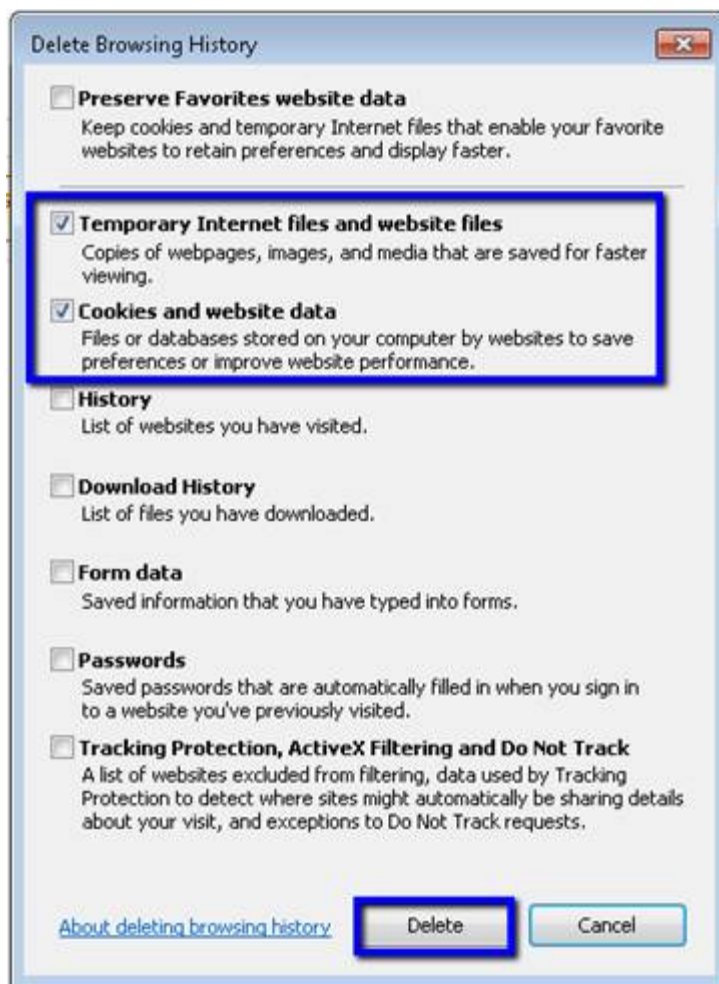 Delete Browsing History
Preserve Favorites website data
Keep cookies and temporary Internet files that enable your favorite
websites to retain preferences and display faster.
Temporary Internet files and website files
Copies of webpages, images, and media that are saved for faster
viewing.
Cookies and website data
Files or databases stored on your computer by websites to save
preferences or improve website performance.
History
List of websites you have visited.
Download History
List of files you have downloaded.
Form data
Saved information that you have typed into forms.
Passwords
Saved passwords that are automatically filled in when you sign in
to a website you've previously visited.
Tracking Protection, ActiveX Filtering and Do Not Track
A list of websites excluded from filtering, data used by Tracking
Protection to detect where sites might automatically be sharing details
about your visit, and exceptions to Do Not Track requests.
About deleting browsing history
Delete
Cancel